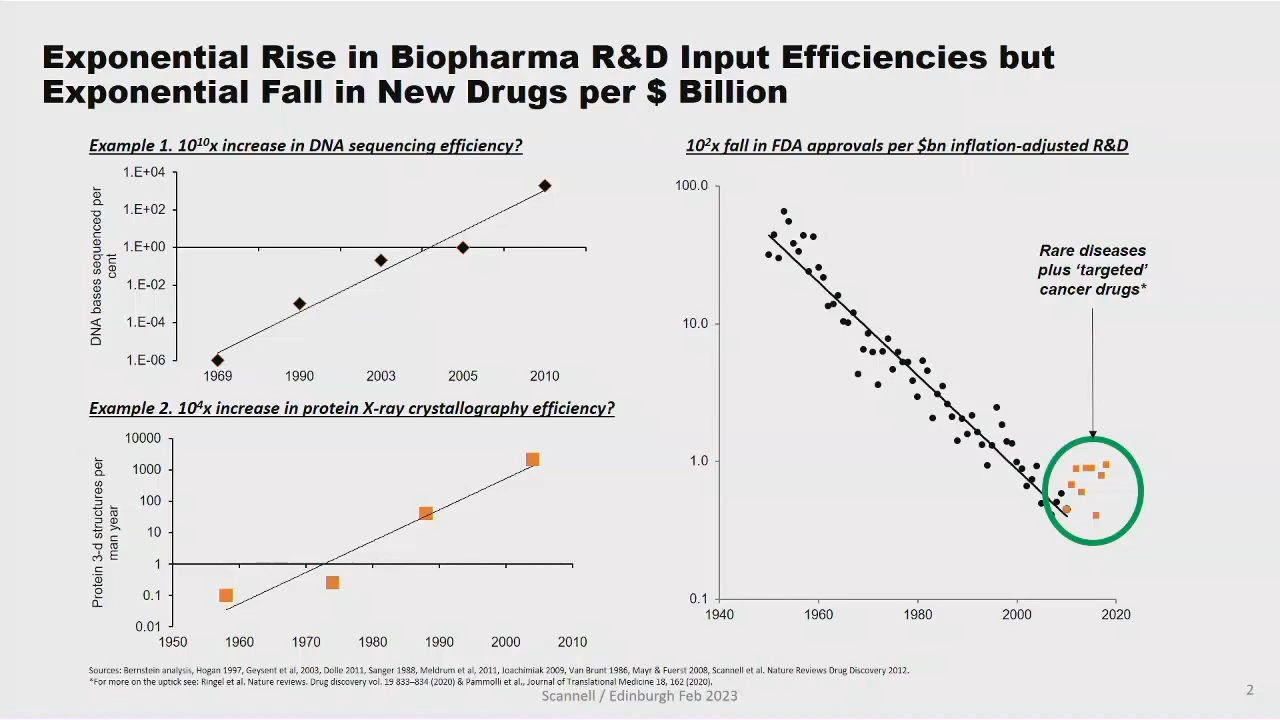 Exponential Rise in Biopharma R&D Input Efficiencies but
Exponential Fall in New Drugs per $ Billion
Example 1. 10¹⁰x increase in DNA sequencing efficiency?
DNA bases sequenced per
cent
1.E+04
1.E+02
1.E+00
1.E-02
1.E-04
1.E-06
1969 1990 2003 2005 2010
Example 2. 10⁴x increase in protein X-ray crystallography efficiency?
Protein 3-d structures per
man year
10000
1000
100
10
1
0.1
0.01
1950 1960 1970 1980 1990 2000 2010
10²x fall in FDA approvals per $bn inflation-adjusted R&D
100.0
10.0
1.0
0.1
1940 1960 1980 2000 2020
Rare diseases
plus ‘targeted’
cancer drugs*
Sources: Bernstein analysis, Hogan 1997, Geysent et al, 2003, Dolle 2011, Sanger 1988, Meldrum et al, 2011, Joachimiak 2009, Van Brunt 1986, Mayr & Fuerst 2008, Scannell et al. Nature Reviews Drug Discovery 2012.
*For more on the uptick see: Ringel et al. Nature reviews. Drug discovery vol. 19 833–834 (2020) & Pammolli et al., Journal of Translational Medicine 18, 162 (2020).
Scannell / Edinburgh Feb 2023
2